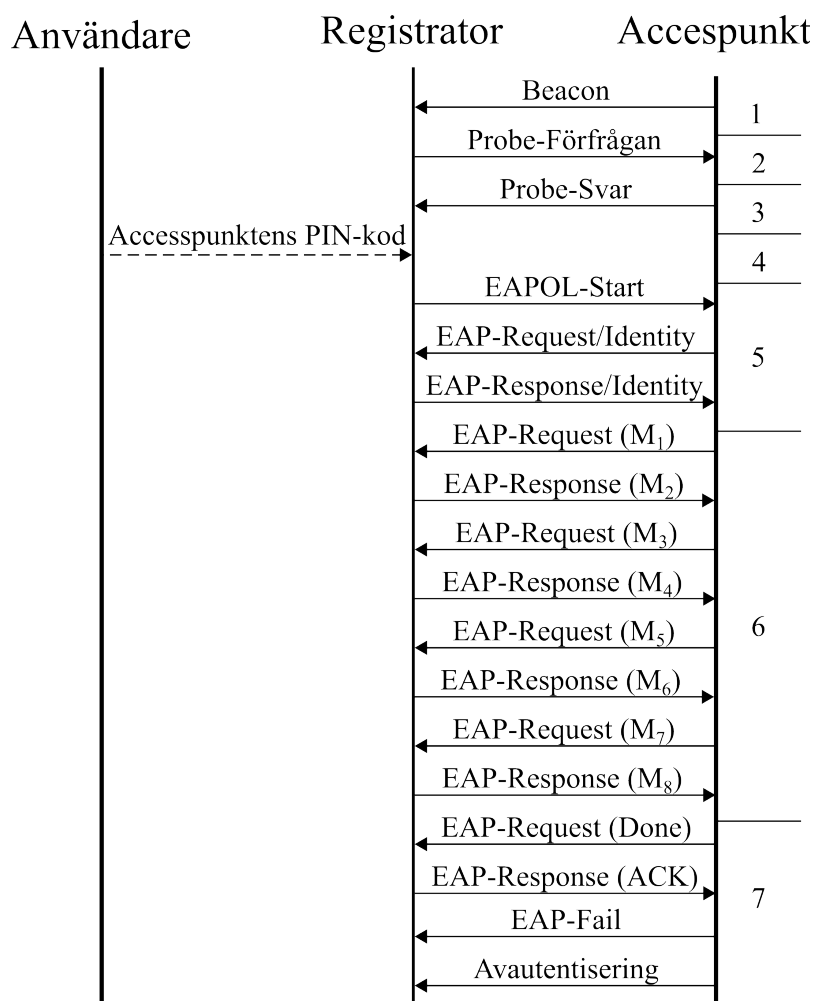 Användare Registrator Accespunkt
Beacon
1
Probe-Förfrågan
2
Probe-Svar
3
Accesspunktens PIN-kod
4
EAPOL-Start
EAP-Request/Identity
5
EAP-Response/Identity
EAP-Request (M₁)
EAP-Response (M₂)
EAP-Request (M₃)
EAP-Response (M₄)
EAP-Request (M₅)
6
EAP-Response (M₆)
EAP-Request (M₇)
EAP-Response (M₈)
EAP-Request (Done)
EAP-Response (ACK)
7
EAP-Fail
Avautentisering